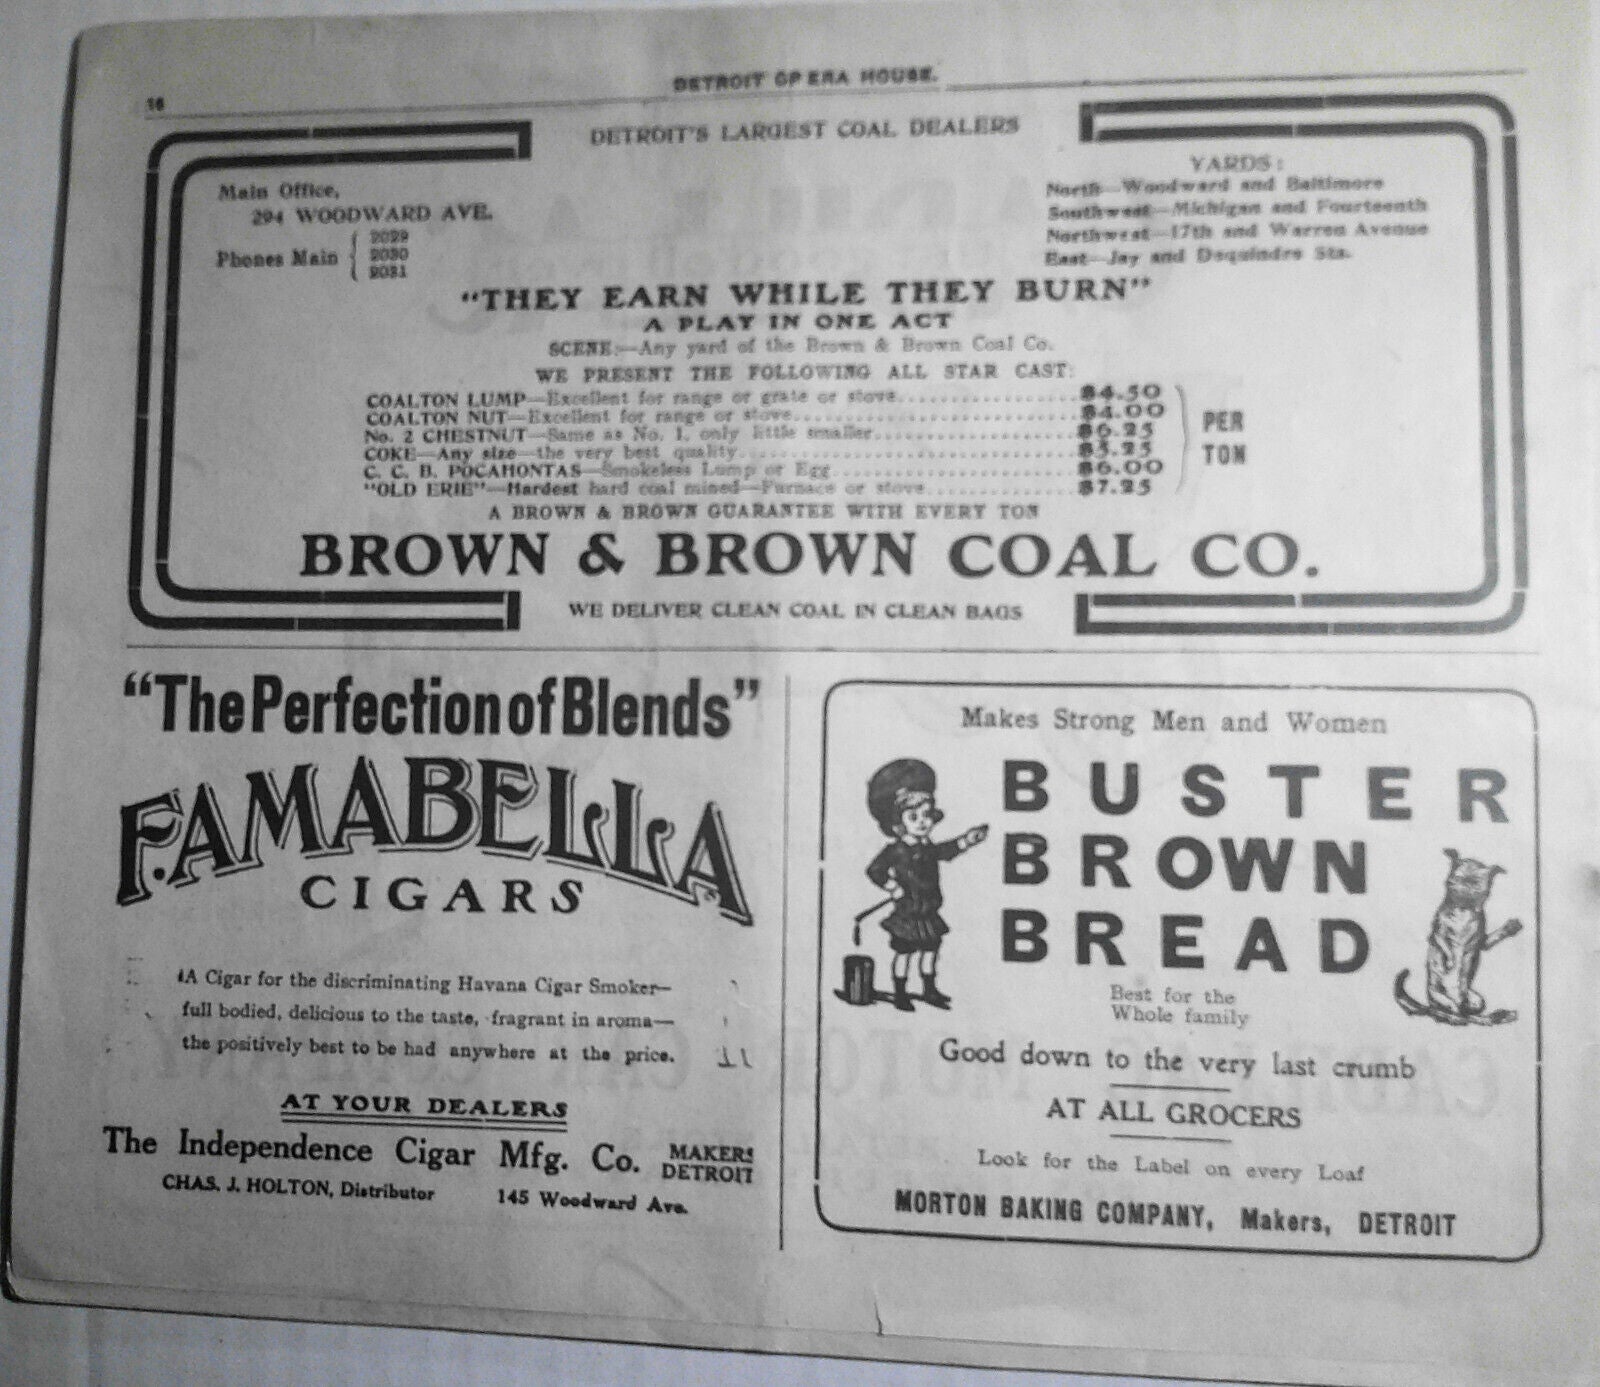 16
DETROIT OPERA HOUSE.
DETROIT'S LARGEST COAL DEALERS
Main Office,
294 WOODWARD AVE.
Phones Main { 2029
2030
2031
YARDS:
North—Woodward and Baltimore
Southwest—Michigan and Fourteenth
Northwest—17th and Warren Avenue
East—Jay and Dequindre Sts.
"THEY EARN WHILE THEY BURN"
A PLAY IN ONE ACT
SCENE:—Any yard of the Brown & Brown Coal Co.
WE PRESENT THE FOLLOWING ALL STAR CAST:
COALTON LUMP—Excellent for range or grate or stove.................$4.50
COALTON NUT—Excellent for range or stove.................$4.00
No. 2 CHESTNUT—Same as No. 1, only little smaller.................$6.25
COKE—Any size—the very best quality.................$5.25
C. C. B. POCAHONTAS—Smokeless Lump or Egg.................$6.00
"OLD ERIE"—Hardest hard coal mined—Furnace or stove.................$7.25
PER
TON
A BROWN & BROWN GUARANTEE WITH EVERY TON
BROWN & BROWN COAL CO.
WE DELIVER CLEAN COAL IN CLEAN BAGS
"The Perfection of Blends"
FAMABELLA
CIGARS
A Cigar for the discriminating Havana Cigar Smoker—
full bodied, delicious to the taste, fragrant in aroma—
the positively best to be had anywhere at the price.
AT YOUR DEALERS
The Independence Cigar Mfg. Co. MAKERS
DETROIT
CHAS. J. HOLTON, Distributor 145 Woodward Ave.
Makes Strong Men and Women
BUSTER
BROWN
BREAD
Best for the
Whole family
Good down to the very last crumb
AT ALL GROCERS
Look for the Label on every Loaf
MORTON BAKING COMPANY, Makers, DETROIT